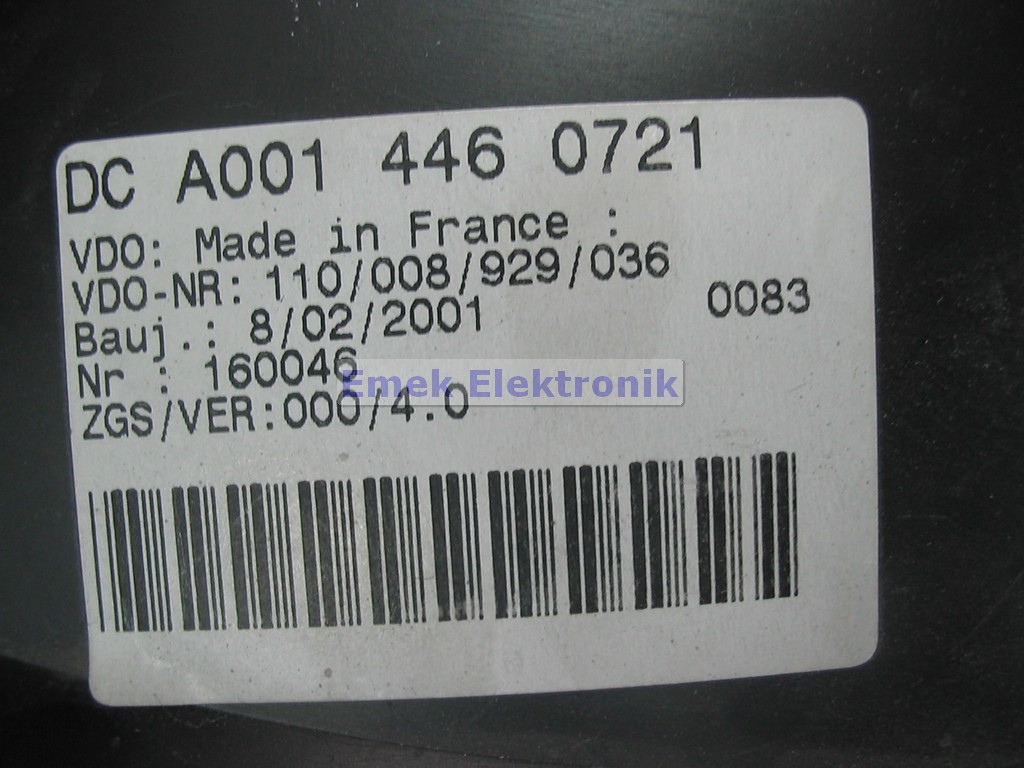 DC A001 446 0721
VDO: Made in France :
VDO-NR: 110/008/929/036
Bauj.: 8/02/2001 0083
Nr : 160046
Emek Elektronik
ZGS/VER:000/4.0